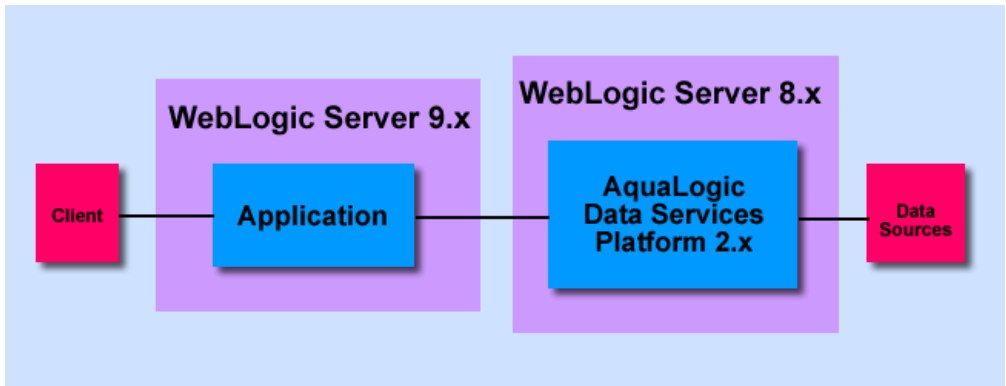 WebLogic Server 9.x
WebLogic Server 8.x
Client
Application
AquaLogic
Data Services
Platform 2.x
Data
Sources